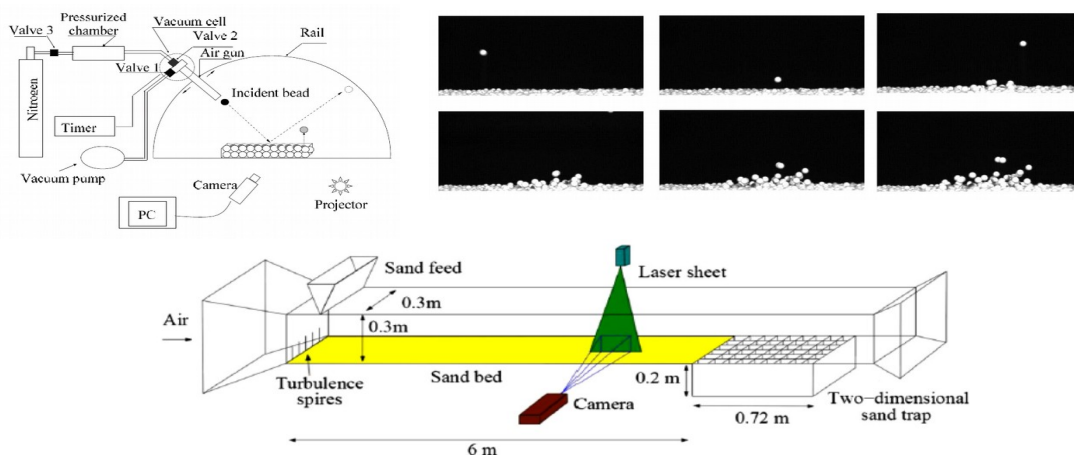 Pressurized
chamber
Valve 3
Vacuum cell
Valve 2
Air gun
Rail
Valve 1
Nitrogen
Incident bead
Timer
Vacuum pump
Camera
PC
Projector
Sand feed
Laser sheet
0.3m
Air
0.3m
Turbulence
spires
Sand bed
Camera
0.2 m
Two-dimensional
sand trap
0.72 m
6 m